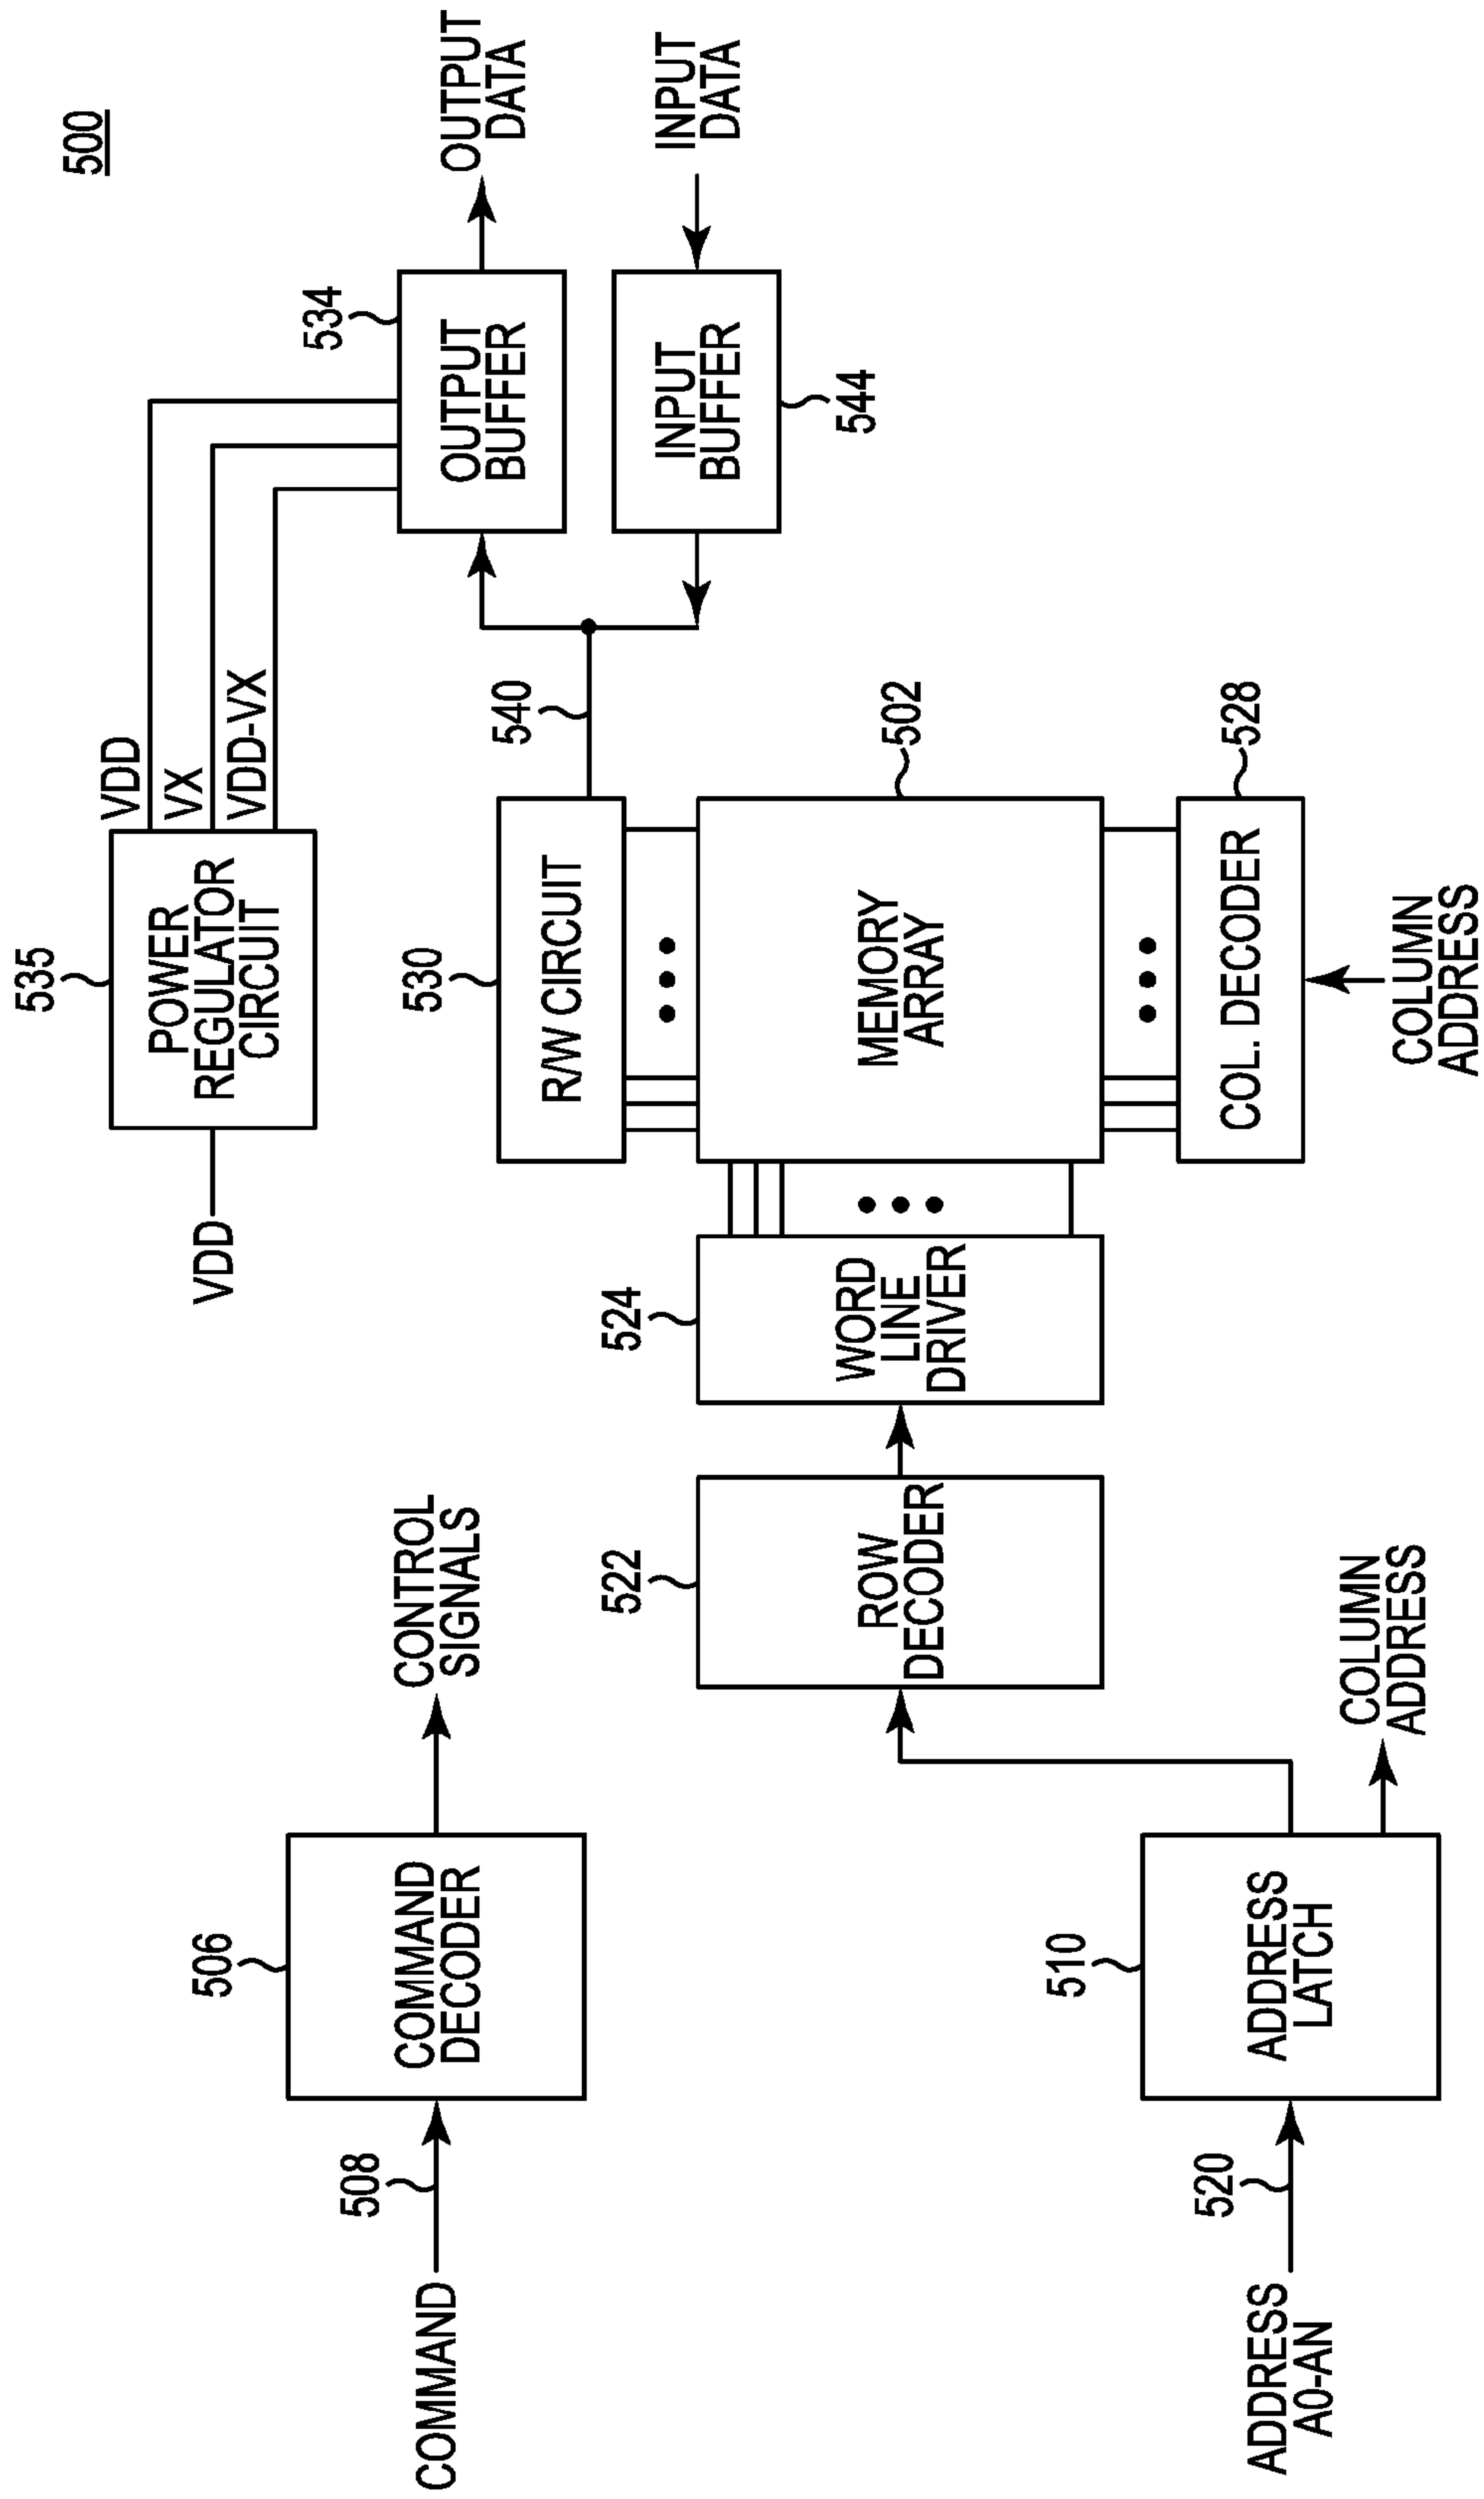 500
535
POWER
REGULATOR
CIRCUIT
VDD
VDD
VX
VDD-VX
506
COMMAND
DECODER
508
COMMAND
CONTROL
SIGNALS
534
OUTPUT
BUFFER
OUTPUT
DATA
530
R/W CIRCUIT
540
INPUT
BUFFER
544
INPUT
DATA
522
ROW
DECODER
524
WORD
LINE
DRIVER
MEMORY
ARRAY
502
510
ADDRESS
LATCH
520
ADDRESS
A0-AN
COLUMN
ADDRESS
COL. DECODER
528
COLUMN
ADDRESS